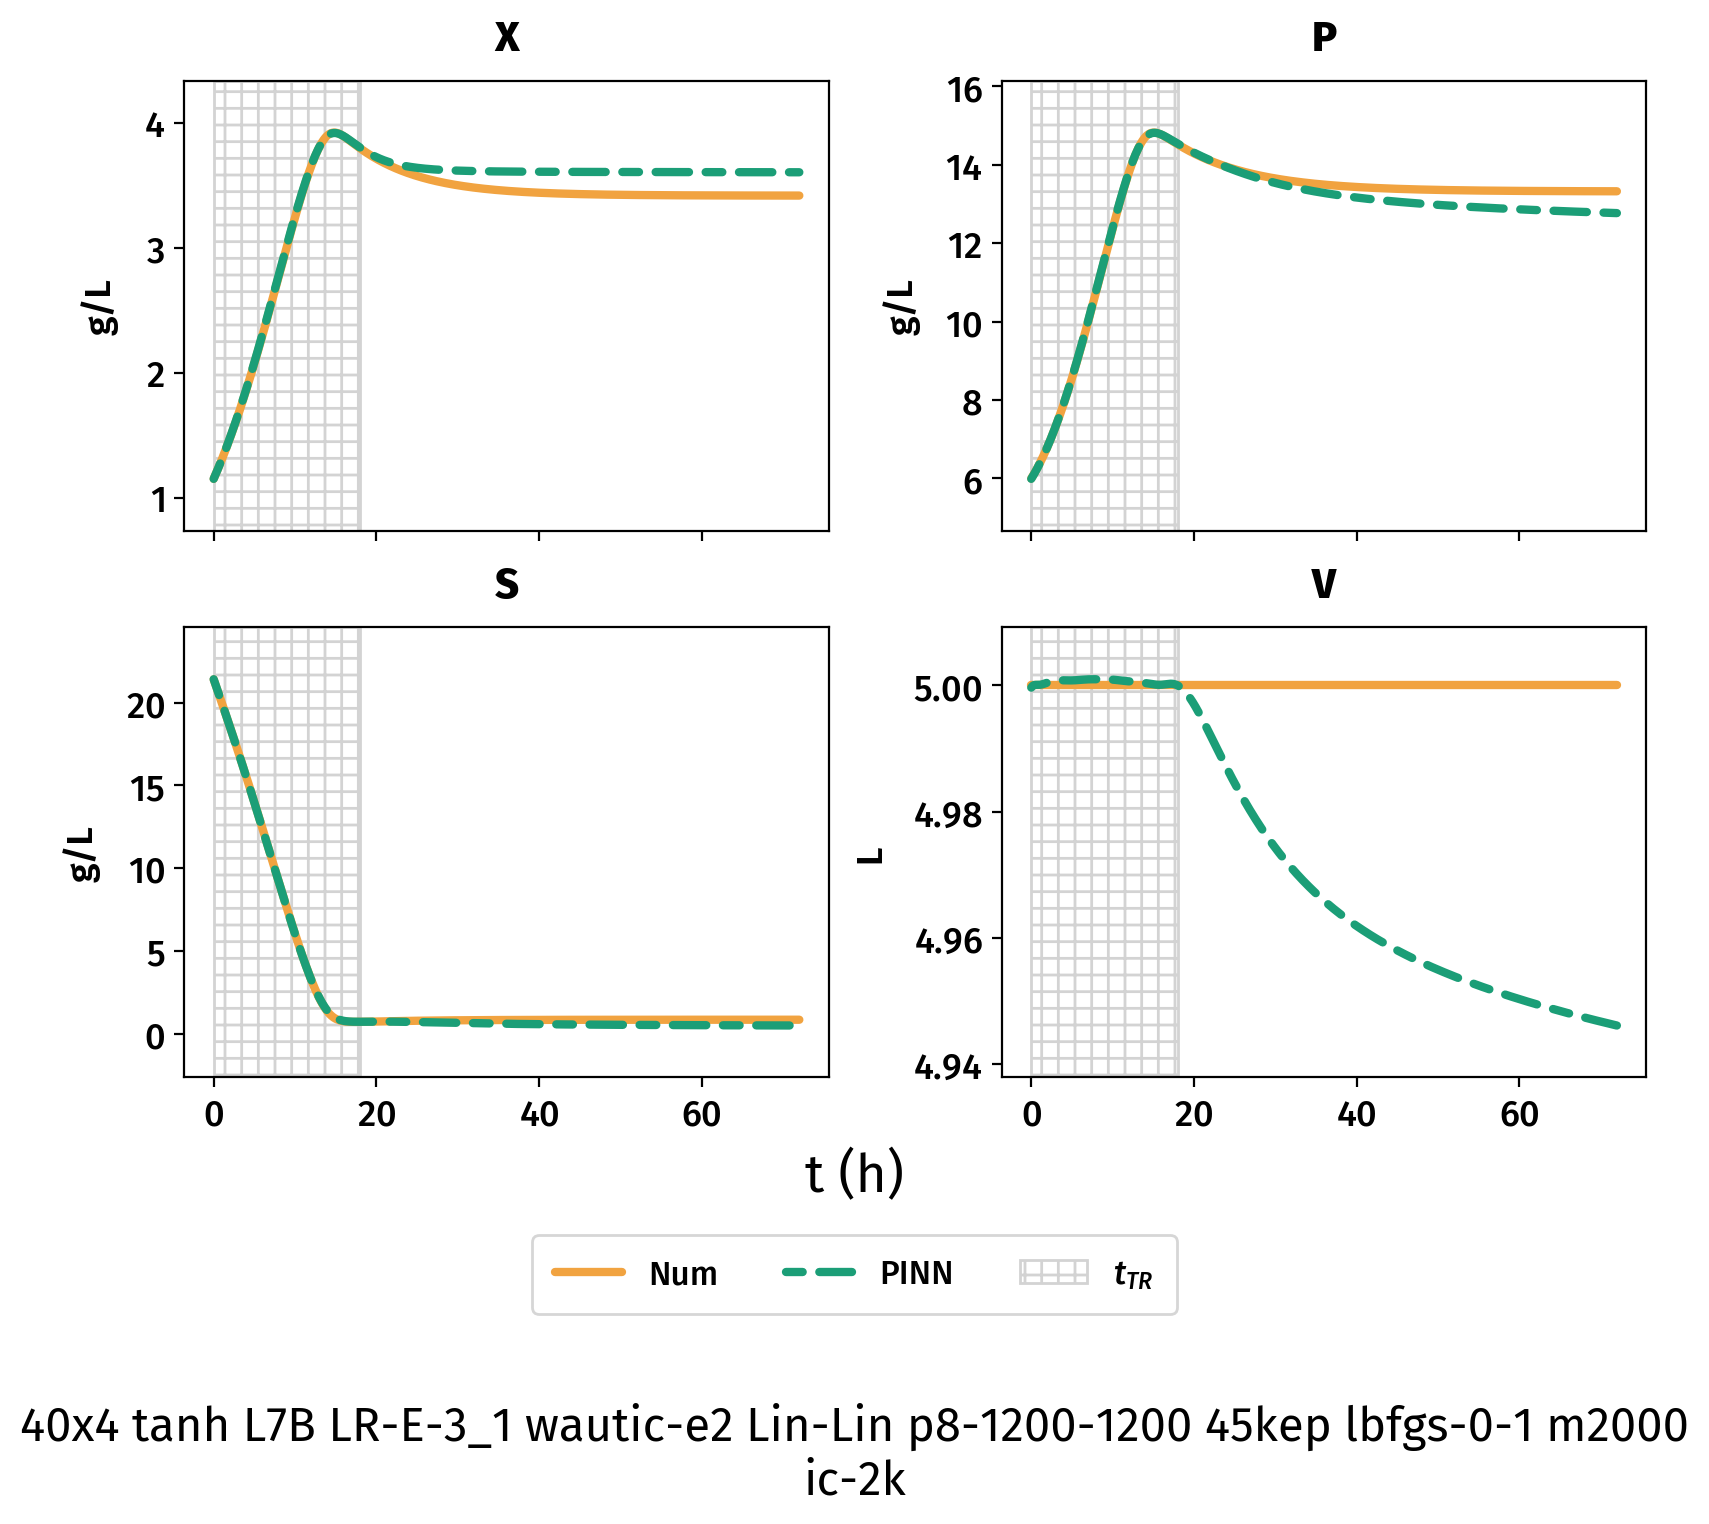 X
P
4
3
2
1
g/L
16
14
12
10
8
6
g/L
S
V
20
15
10
5
0
g/L
5.00
4.98
4.96
4.94
L
0 20 40 60
0 20 40 60
t (h)
Num PINN tTR
40x4 tanh L7B LR-E-3_1 wautic-e2 Lin-Lin p8-1200-1200 45kep lbfgs-0-1 m2000
ic-2k